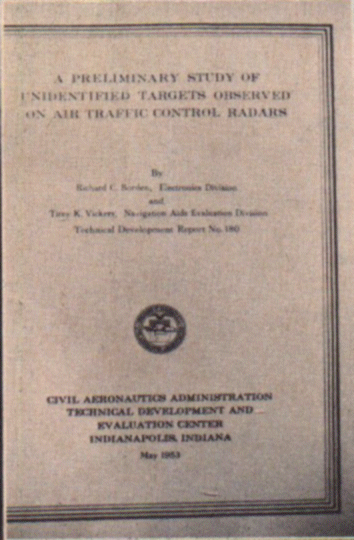 A PRELIMINARY STUDY OF
UNIDENTIFIED TARGETS OBSERVED
ON AIR TRAFFIC CONTROL RADARS
By
Richard C. Borden, Electronics Division
and
Tirey K. Vickers, Navigation Aids Evaluation Division
Technical Development Report No. 180
CIVIL AERONAUTICS ADMINISTRATION
TECHNICAL DEVELOPMENT AND
EVALUATION CENTER
INDIANAPOLIS, INDIANA
May 1953